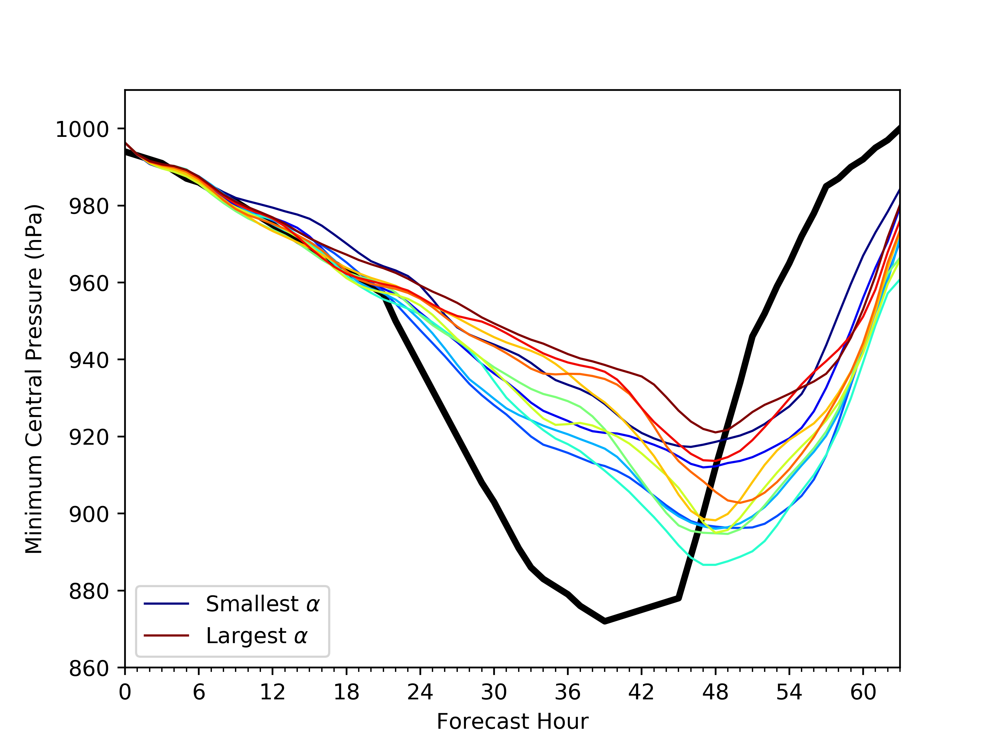 1000
980
960
940
920
900
880
860
Minimum Central Pressure (hPa)
Smallest α
Largest α
0 6 12 18 24 30 36 42 48 54 60
Forecast Hour